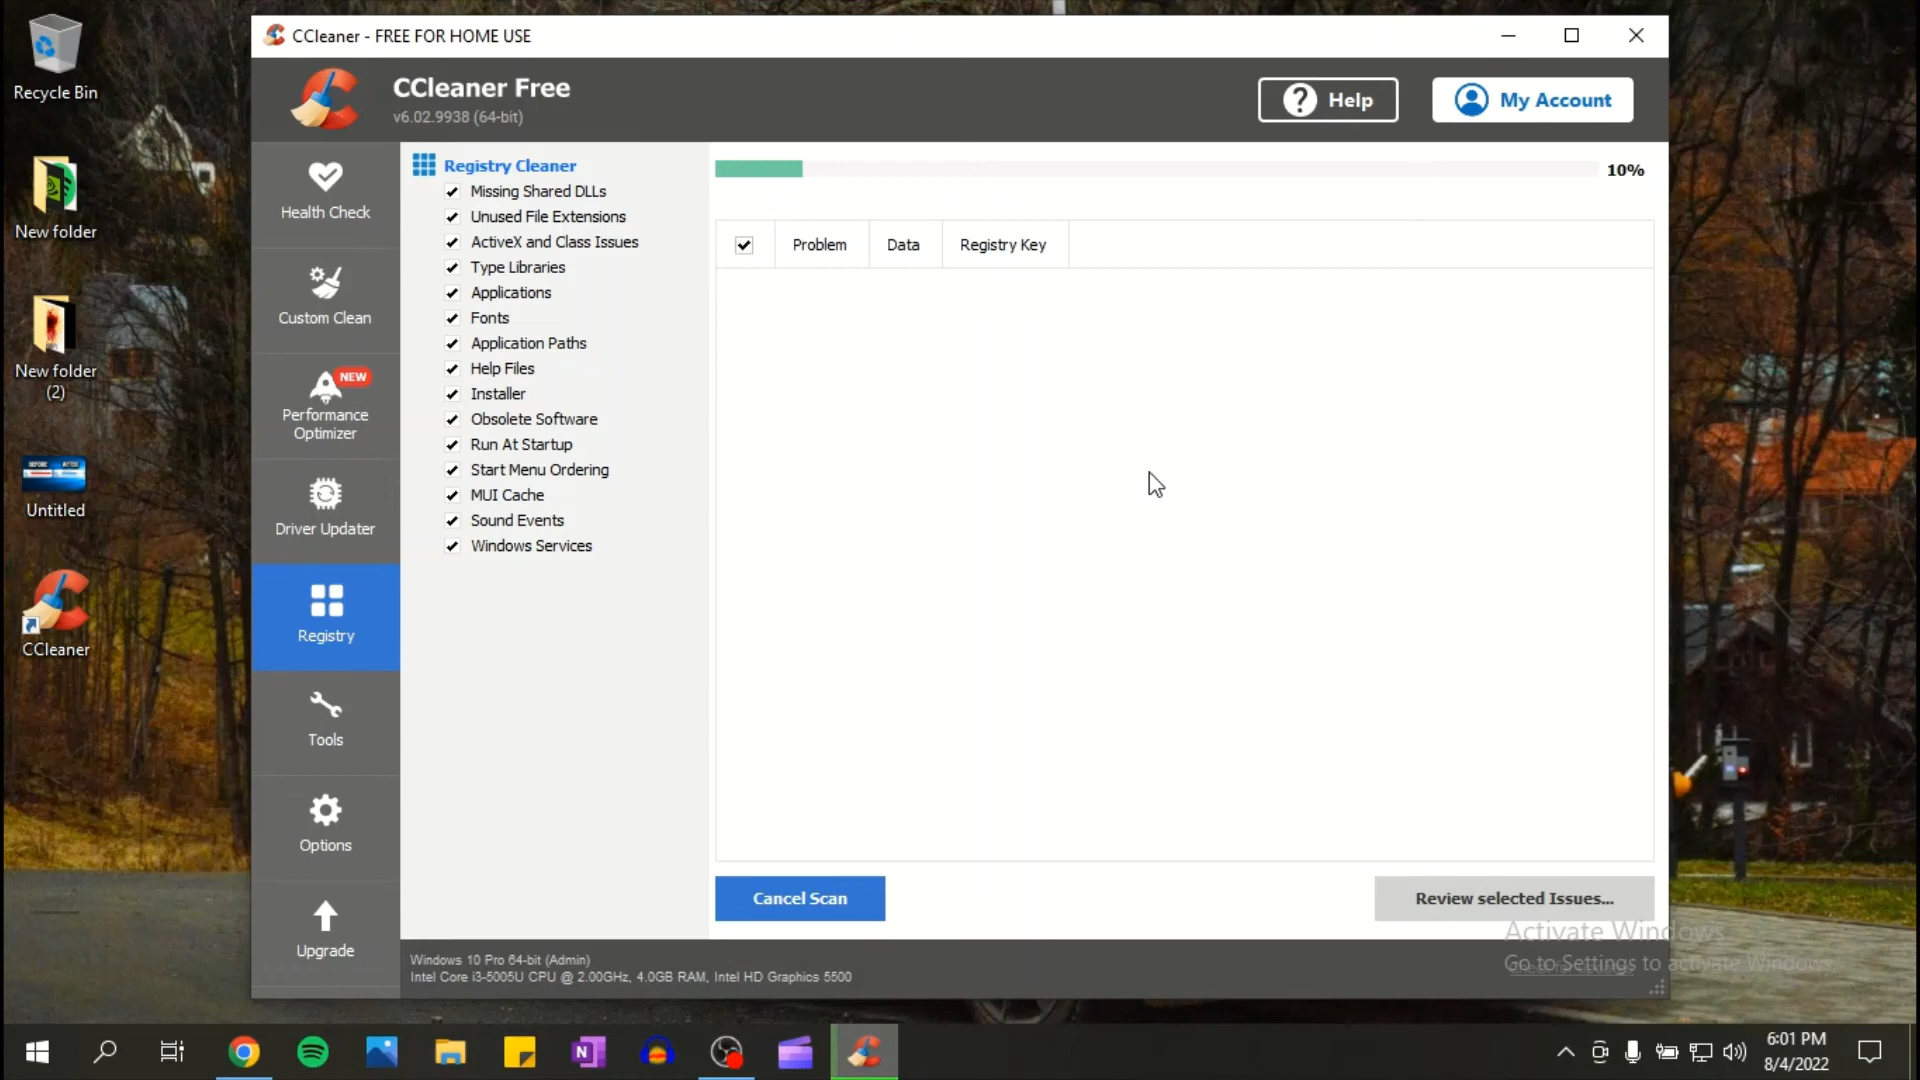 Recycle Bin
New folder
New folder
(2)
Untitled
CCleaner
CCleaner - FREE FOR HOME USE
CCleaner Free
v6.02.9938 (64-bit)
Help
My Account
Health Check
Custom Clean
NEW
Performance
Optimizer
Driver Updater
Registry
Tools
Options
Upgrade
Registry Cleaner
Missing Shared DLLs
Unused File Extensions
ActiveX and Class Issues
Type Libraries
Applications
Fonts
Application Paths
Help Files
Installer
Obsolete Software
Run At Startup
Start Menu Ordering
MUI Cache
Sound Events
Windows Services
10%
Problem Data Registry Key
Cancel Scan
Review selected Issues...
Activate Windows
Go to Settings to activate Windows.
Windows 10 Pro 64-bit (Admin)
Intel Core i3-5005U CPU @ 2.00GHz, 4.0GB RAM, Intel HD Graphics 5500
6:01 PM
8/4/2022